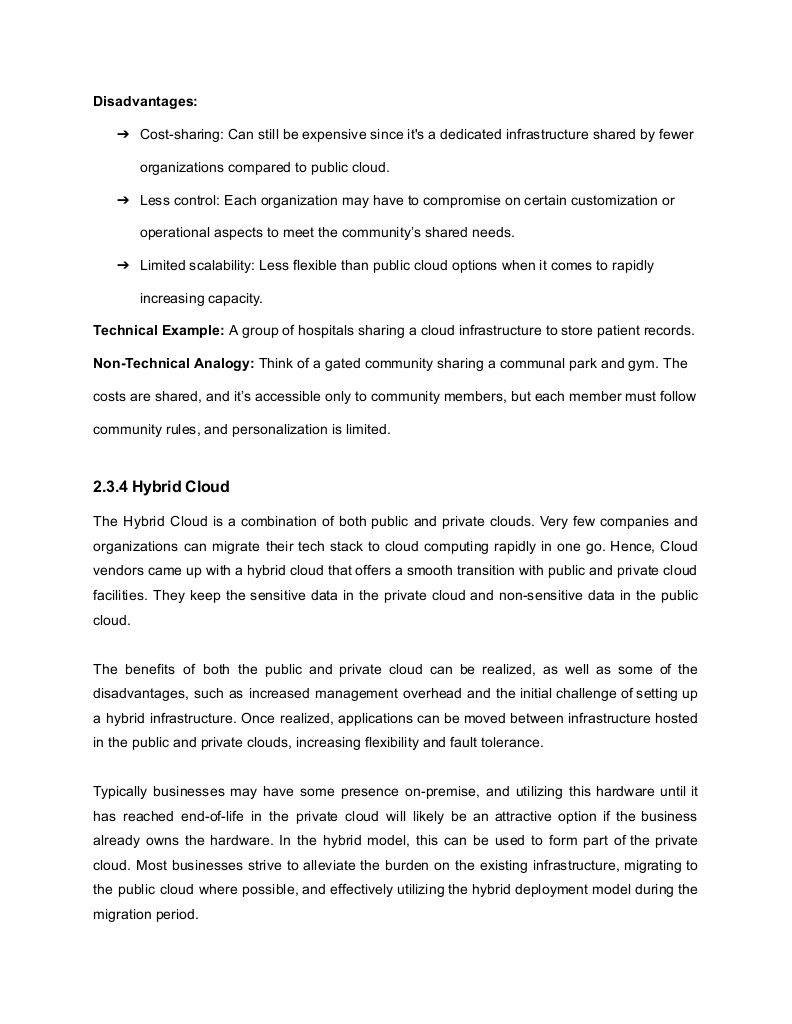 Disadvantages:
➔ Cost-sharing: Can still be expensive since it's a dedicated infrastructure shared by fewer
organizations compared to public cloud.
➔ Less control: Each organization may have to compromise on certain customization or
operational aspects to meet the community’s shared needs.
➔ Limited scalability: Less flexible than public cloud options when it comes to rapidly
increasing capacity.
Technical Example: A group of hospitals sharing a cloud infrastructure to store patient records.
Non-Technical Analogy: Think of a gated community sharing a communal park and gym. The
costs are shared, and it’s accessible only to community members, but each member must follow
community rules, and personalization is limited.
2.3.4 Hybrid Cloud
The Hybrid Cloud is a combination of both public and private clouds. Very few companies and
organizations can migrate their tech stack to cloud computing rapidly in one go. Hence, Cloud
vendors came up with a hybrid cloud that offers a smooth transition with public and private cloud
facilities. They keep the sensitive data in the private cloud and non-sensitive data in the public
cloud.
The benefits of both the public and private cloud can be realized, as well as some of the
disadvantages, such as increased management overhead and the initial challenge of setting up
a hybrid infrastructure. Once realized, applications can be moved between infrastructure hosted
in the public and private clouds, increasing flexibility and fault tolerance.
Typically businesses may have some presence on-premise, and utilizing this hardware until it
has reached end-of-life in the private cloud will likely be an attractive option if the business
already owns the hardware. In the hybrid model, this can be used to form part of the private
cloud. Most businesses strive to alleviate the burden on the existing infrastructure, migrating to
the public cloud where possible, and effectively utilizing the hybrid deployment model during the
migration period.